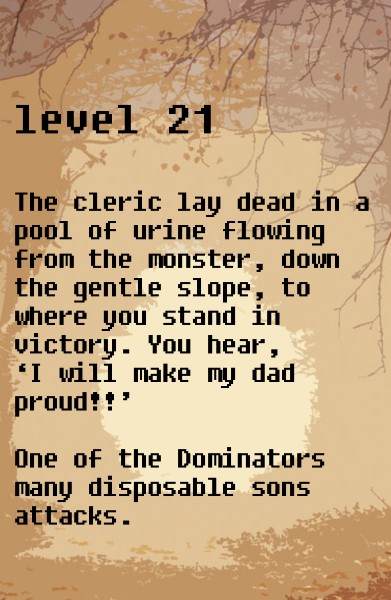 level 21
The cleric lay dead in a
pool of urine flowing
from the monster, down
the gentle slope, to
where you stand in
victory. You hear,
‘I will make my dad
proud!!’
One of the Dominators
many disposable sons
attacks.